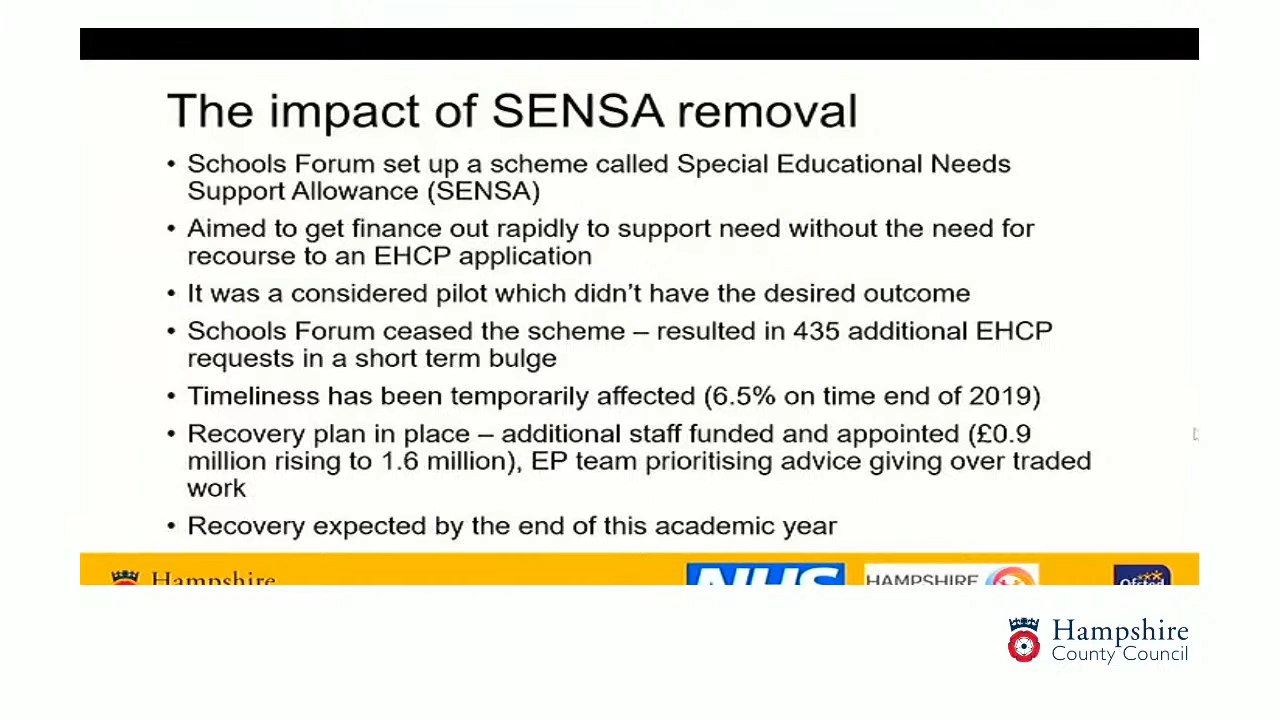 The impact of SENSA removal
• Schools Forum set up a scheme called Special Educational Needs
Support Allowance (SENSA)
• Aimed to get finance out rapidly to support need without the need for
recourse to an EHCP application
• It was a considered pilot which didn't have the desired outcome
• Schools Forum ceased the scheme – resulted in 435 additional EHCP
requests in a short term bulge
• Timeliness has been temporarily affected (6.5% on time end of 2019)
• Recovery plan in place – additional staff funded and appointed (£0.9
million rising to 1.6 million), EP team prioritising advice giving over traded
work
• Recovery expected by the end of this academic year
Hampshire
NHS
HAMPSHIRE
Ofsted
Hampshire
County Council